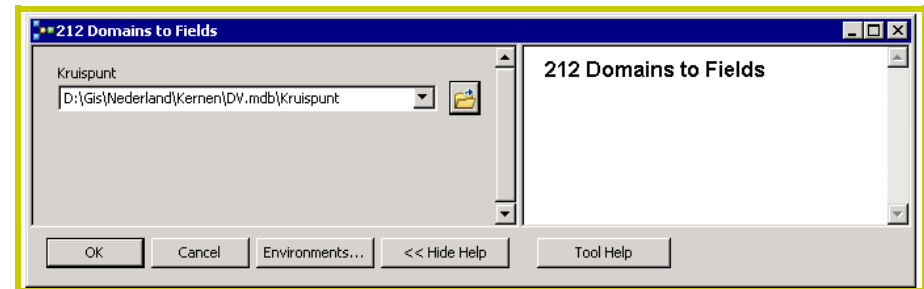 212 Domains to Fields
Kruispunt
D:\Gis\Nederland\Kernen\DV.mdb\Kruispunt
212 Domains to Fields
OK
Cancel
Environments...
<< Hide Help
Tool Help